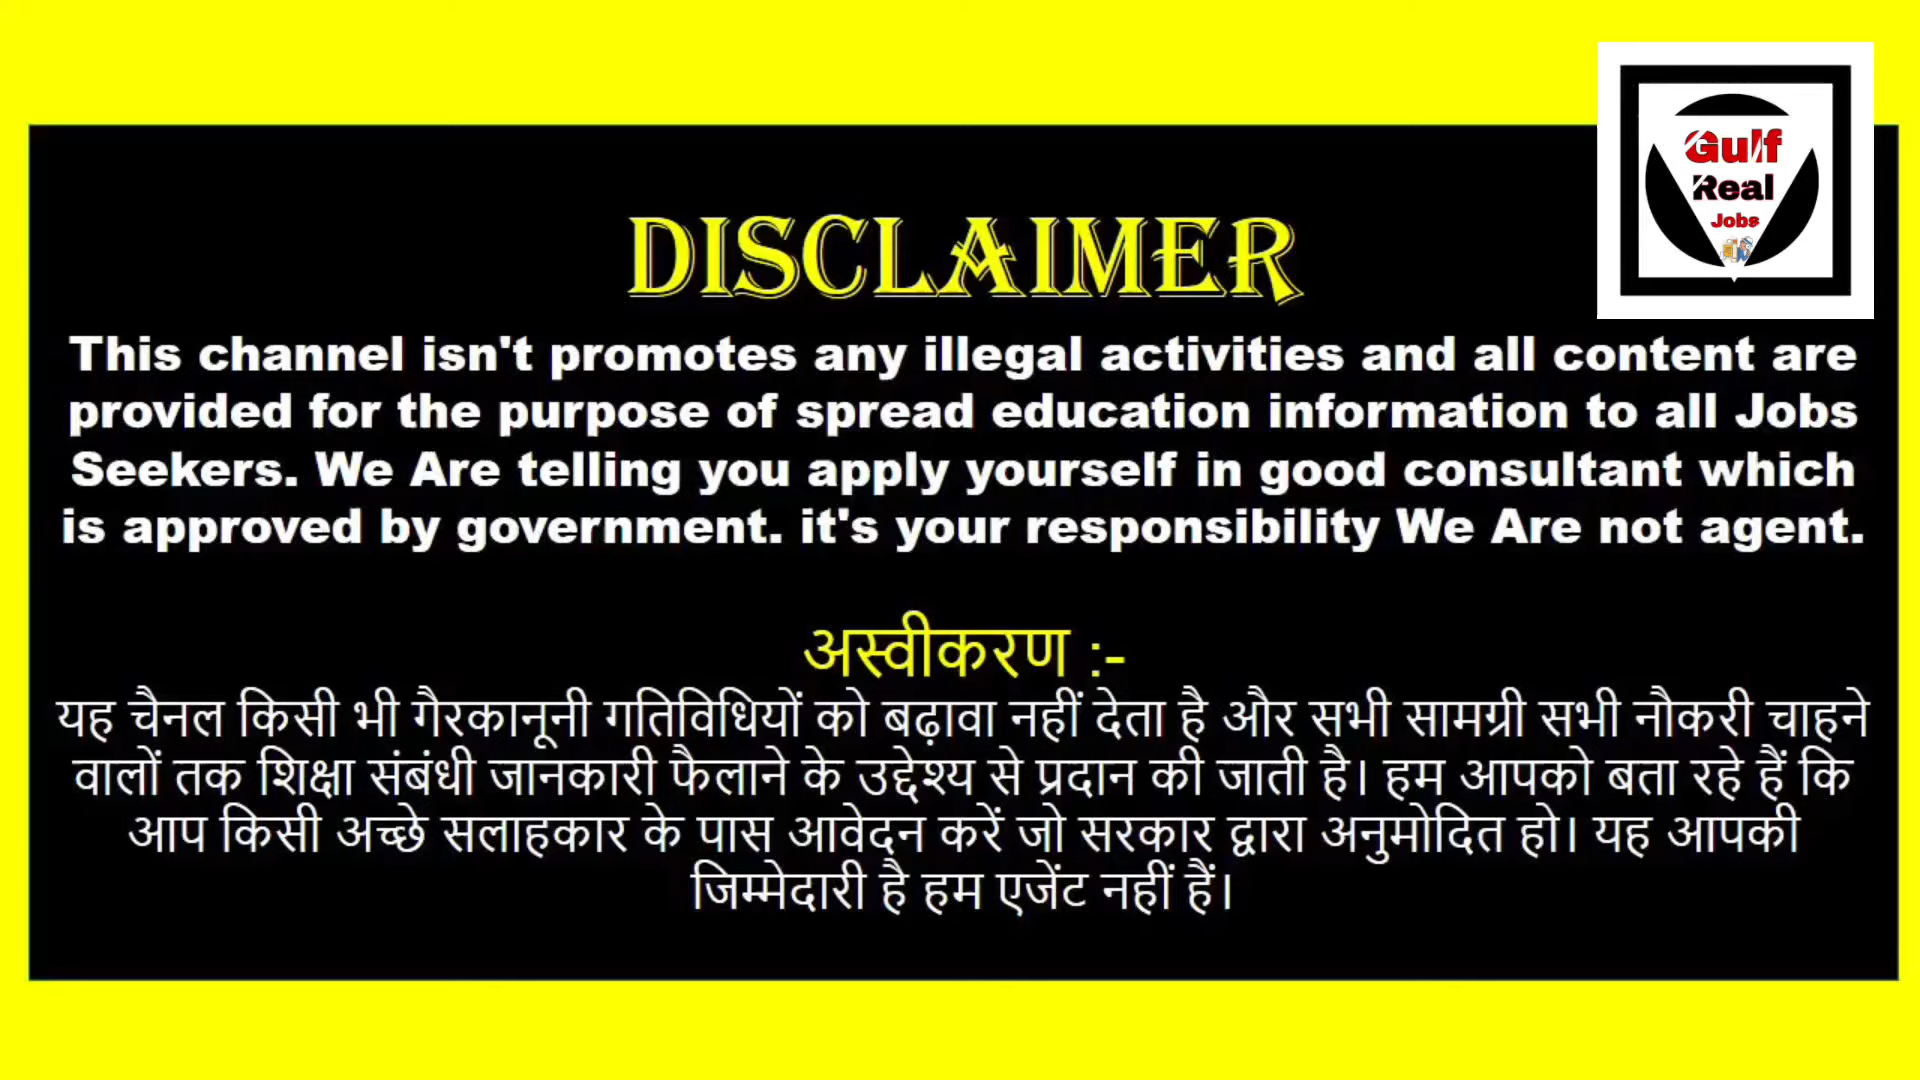 Gulf
Real
Jobs
DISCLAIMER
This channel isn't promotes any illegal activities and all content are
provided for the purpose of spread education information to all Jobs
Seekers. We Are telling you apply yourself in good consultant which
is approved by government. it's your responsibility We Are not agent.
अस्वीकरण :-
यह चैनल किसी भी गैरकानूनी गतिविधियों को बढ़ावा नहीं देता है और सभी सामग्री सभी नौकरी चाहने
वालों तक शिक्षा संबंधी जानकारी फैलाने के उद्देश्य से प्रदान की जाती है। हम आपको बता रहे हैं कि
आप किसी अच्छे सलाहकार के पास आवेदन करें जो सरकार द्वारा अनुमोदित हो। यह आपकी
जिम्मेदारी है हम एजेंट नहीं हैं।